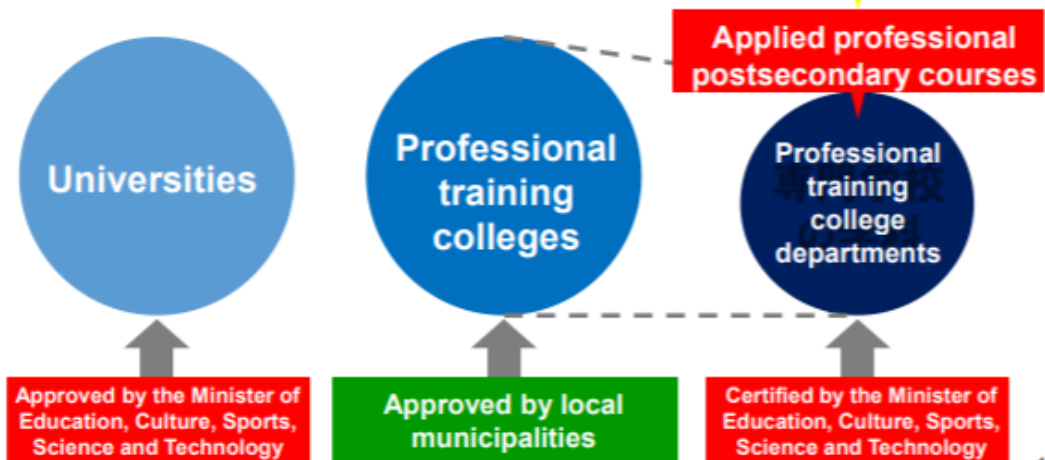 Applied professional
postsecondary courses
Universities
Professional
training
colleges
Professional
training
college
departments
Approved by the Minister of
Education, Culture, Sports,
Science and Technology
Approved by local
municipalities
Certified by the Minister of
Education, Culture, Sports,
Science and Technology